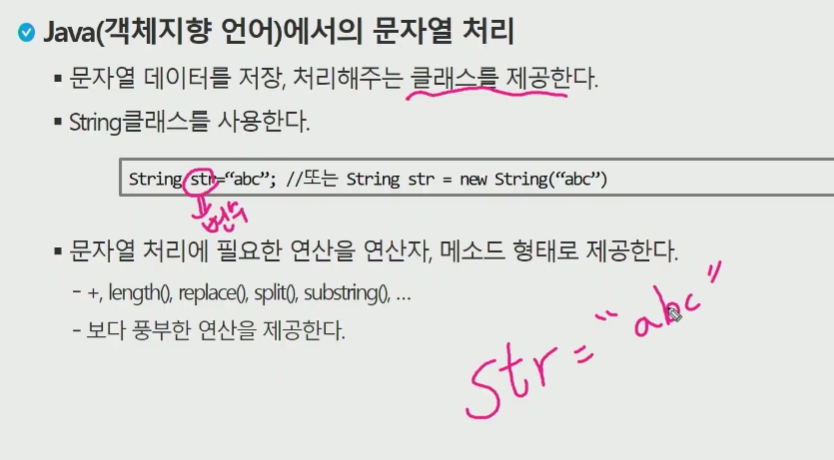 Java(객체지향 언어)에서의 문자열 처리
▪ 문자열 데이터를 저장, 처리해주는 클래스를 제공한다.
▪ String클래스를 사용한다.
String str=“abc”; //또는 String str = new String(“abc”)
변수
▪ 문자열 처리에 필요한 연산을 연산자, 메소드 형태로 제공한다.
- +, length(), replace(), split(), substring(), ...
- 보다 풍부한 연산을 제공한다.
str = “abc”